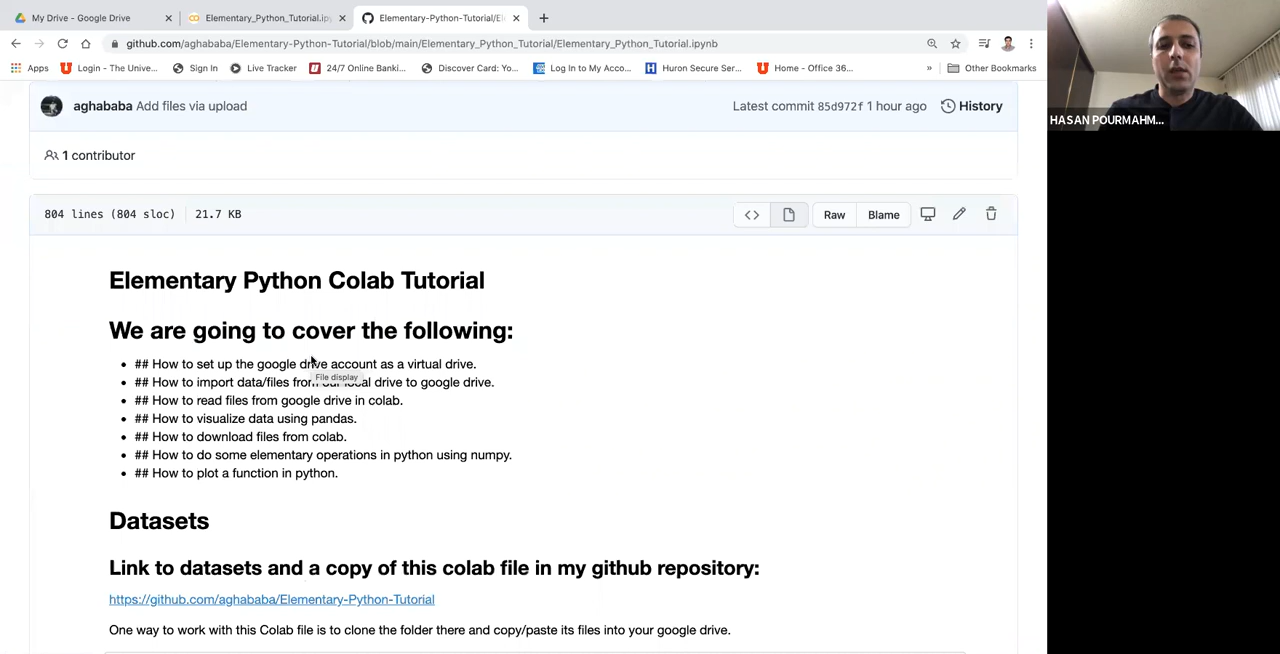 My Drive - Google Drive
Elementary_Python_Tutorial.ipy
Elementary-Python-Tutorial/El
github.com/aghababa/Elementary-Python-Tutorial/blob/main/Elementary_Python_Tutorial/Elementary_Python_Tutorial.ipynb
Apps Login - The Unive... Sign In Live Tracker 24/7 Online Banki... Discover Card: Yo... Log In to My Acco... Huron Secure Ser... Home - Office 36... » Other Bookmarks
HASAN POURMAHM...
aghababa Add files via upload
Latest commit 85d972f 1 hour ago History
1 contributor
804 lines (804 sloc) 21.7 KB
<> Raw Blame
Elementary Python Colab Tutorial
We are going to cover the following:
• ## How to set up the google drive account as a virtual drive.
File display
• ## How to import data/files from our local drive to google drive.
• ## How to read files from google drive in colab.
• ## How to visualize data using pandas.
• ## How to download files from colab.
• ## How to do some elementary operations in python using numpy.
• ## How to plot a function in python.
Datasets
Link to datasets and a copy of this colab file in my github repository:
https://github.com/aghababa/Elementary-Python-Tutorial
One way to work with this Colab file is to clone the folder there and copy/paste its files into your google drive.